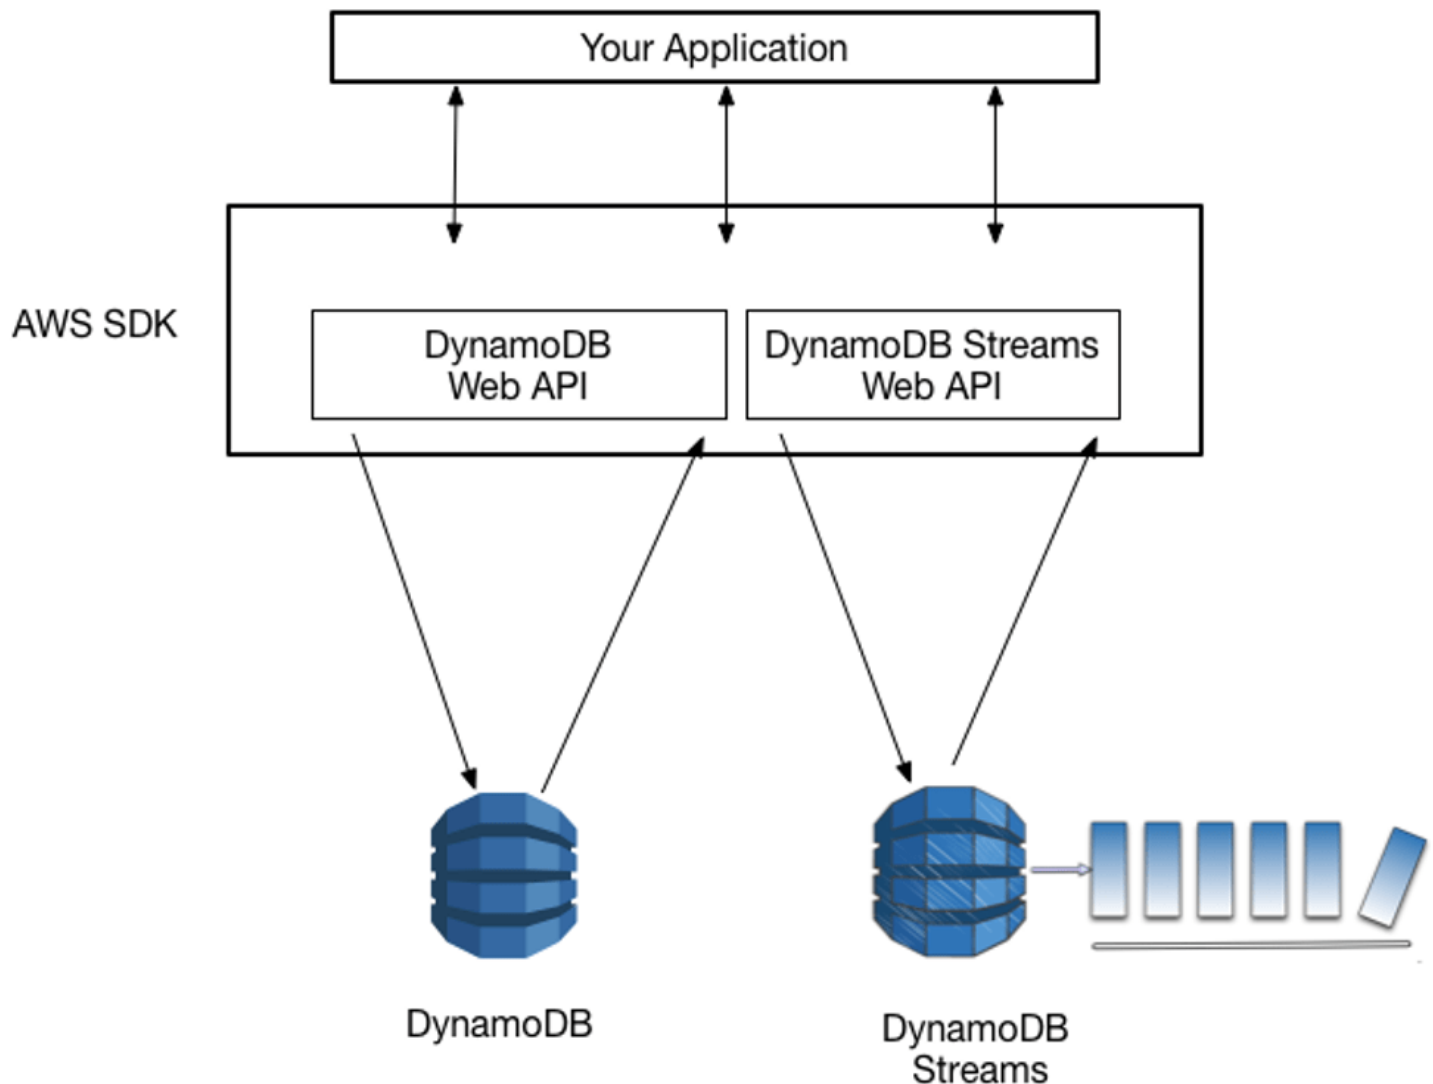 Your Application
AWS SDK
DynamoDB
Web API
DynamoDB Streams
Web API
DynamoDB
DynamoDB
Streams